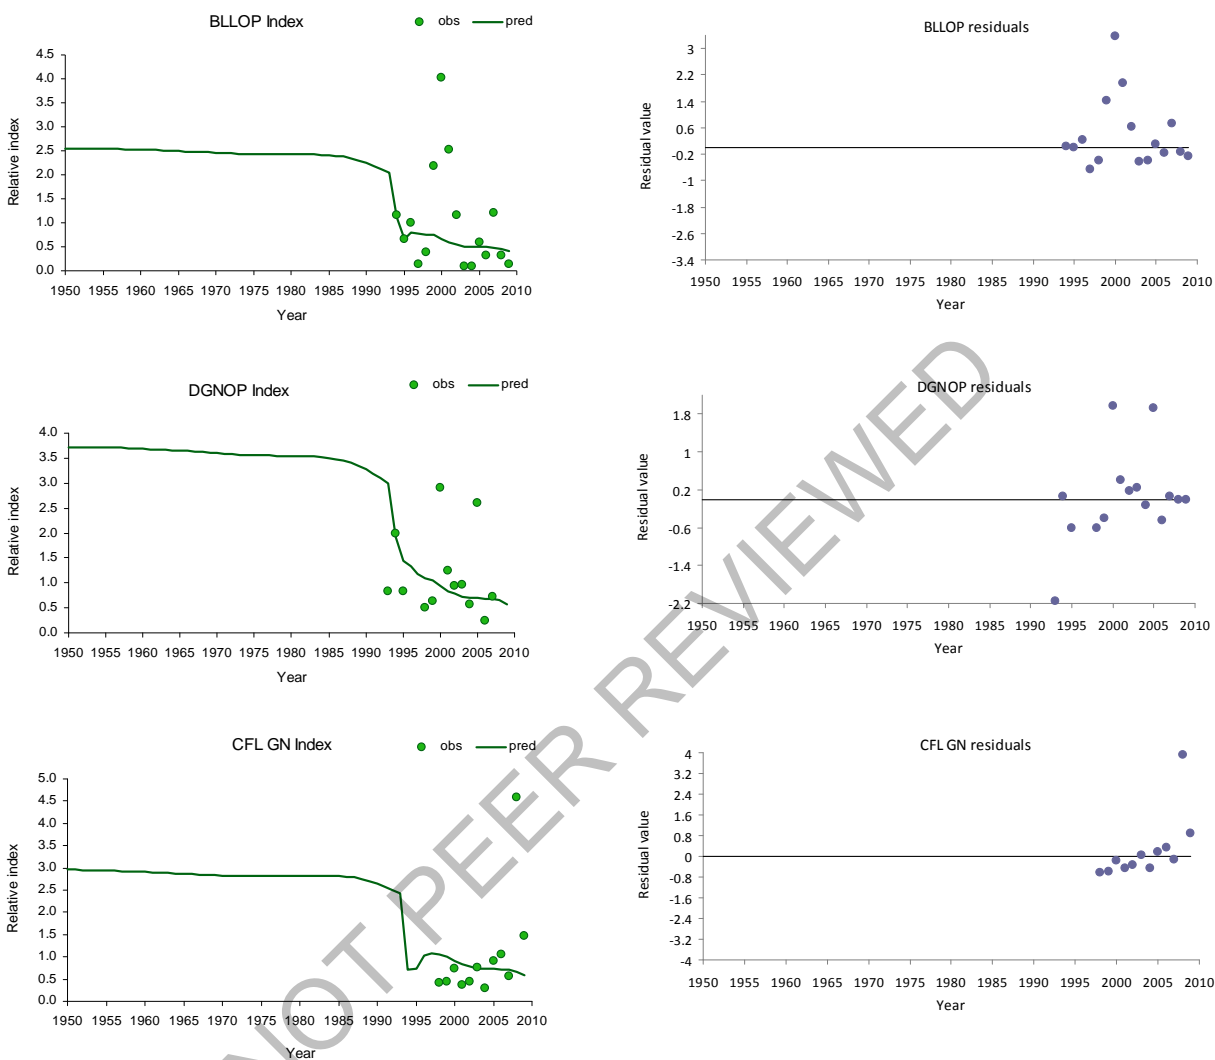 BLLOP Index
obs pred
4.5
4.0
3.5
3.0
2.5
2.0
1.5
1.0
0.5
0.0
Relative index
1950 1955 1960 1965 1970 1975 1980 1985 1990 1995 2000 2005 2010
Year
BLLOP residuals
3
2.2
1.4
0.6
-0.2
-1
-1.8
-2.6
-3.4
Residual value
1950 1955 1960 1965 1970 1975 1980 1985 1990 1995 2000 2005 2010
Year
DGNOP Index
obs pred
4.0
3.5
3.0
2.5
2.0
1.5
1.0
0.5
0.0
Relative index
1950 1955 1960 1965 1970 1975 1980 1985 1990 1995 2000 2005 2010
Year
DGNOP residuals
1.8
1
0.2
-0.6
-1.4
-2.2
Residual value
1950 1955 1960 1965 1970 1975 1980 1985 1990 1995 2000 2005 2010
Year
CFL GN Index
obs pred
5.0
4.5
4.0
3.5
3.0
2.5
2.0
1.5
1.0
0.5
0.0
Relative index
1950 1955 1960 1965 1970 1975 1980 1985 1990 1995 2000 2005 2010
Year
CFL GN residuals
4
3.2
2.4
1.6
0.8
0
-0.8
-1.6
-2.4
-3.2
-4
Residual value
1950 1955 1960 1965 1970 1975 1980 1985 1990 1995 2000 2005 2010
Year
NOT PEER REVIEWED